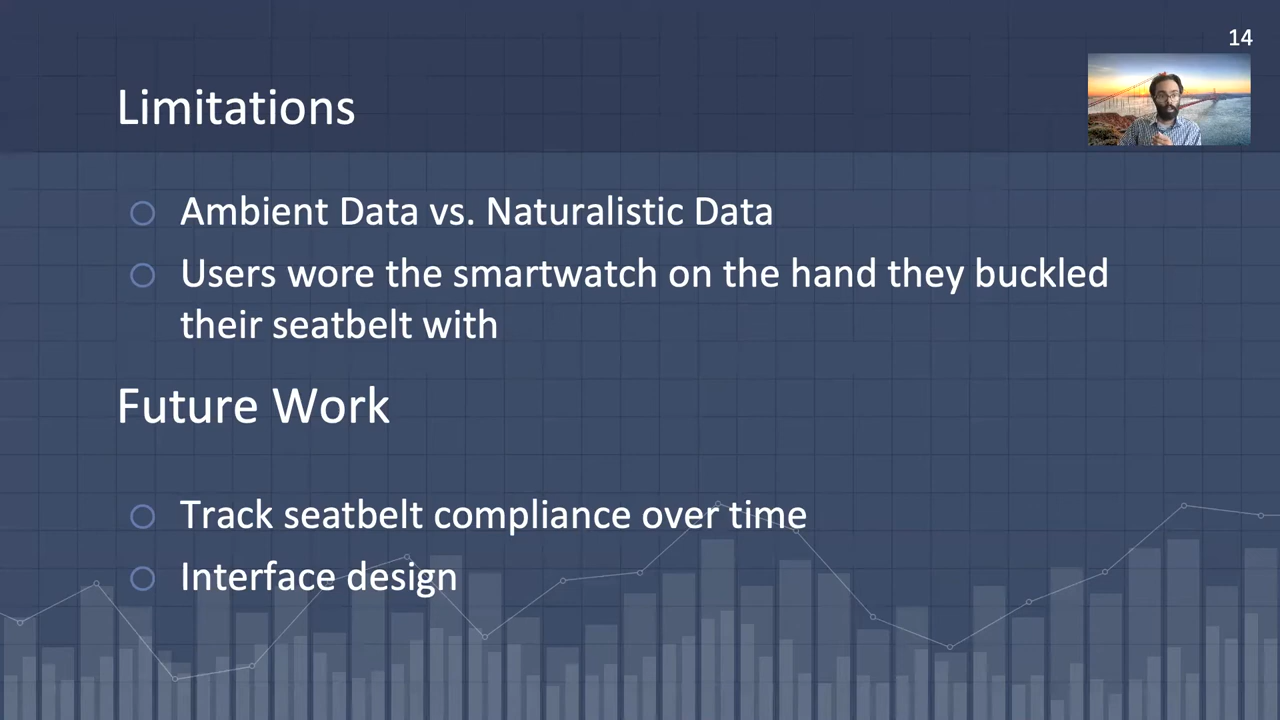 14
Limitations
Ambient Data vs. Naturalistic Data
Users wore the smartwatch on the hand they buckled
their seatbelt with
Future Work
Track seatbelt compliance over time
Interface design